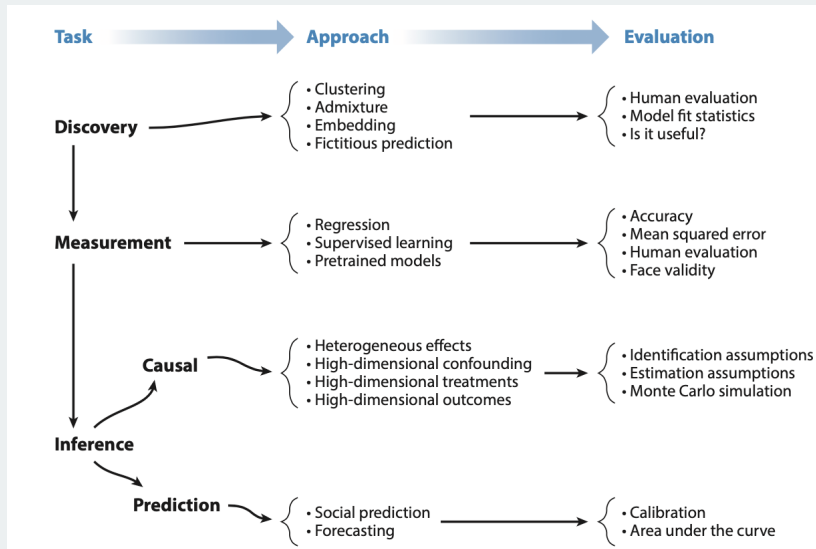 Task Approach Evaluation
Discovery
• Clustering
• Admixture
• Embedding
• Fictitious prediction
• Human evaluation
• Model fit statistics
• Is it useful?
Measurement
• Regression
• Supervised learning
• Pretrained models
• Accuracy
• Mean squared error
• Human evaluation
• Face validity
Causal
• Heterogeneous effects
• High-dimensional confounding
• High-dimensional treatments
• High-dimensional outcomes
• Identification assumptions
• Estimation assumptions
• Monte Carlo simulation
Inference
Prediction
• Social prediction
• Forecasting
• Calibration
• Area under the curve